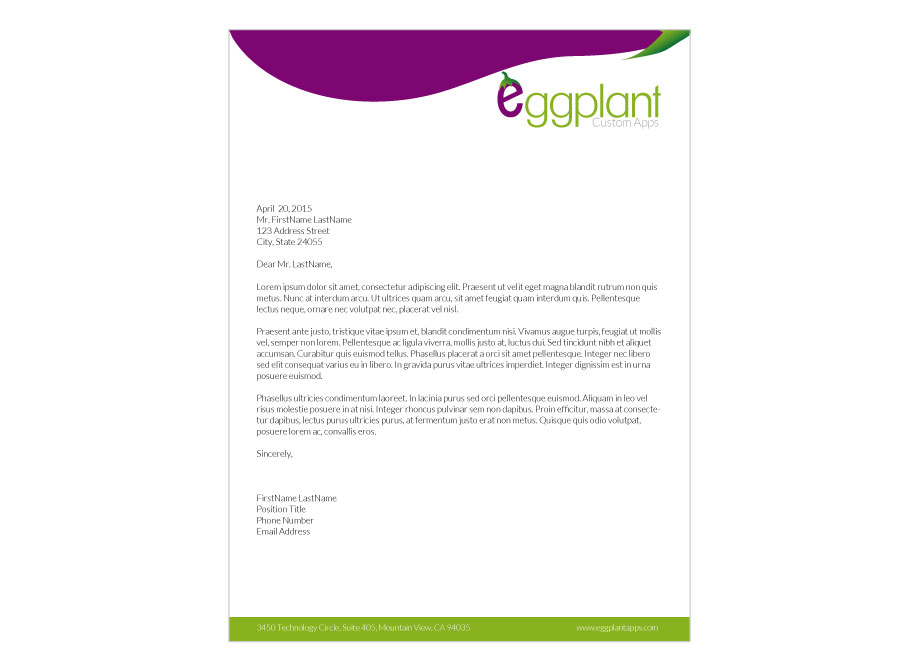 eggplant
Custom Apps
April 20, 2015
Mr. FirstName LastName
123 Address Street
City, State 24055
Dear Mr. LastName,
Lorem ipsum dolor sit amet, consectetur adipiscing elit. Praesent ut velit eget magna blandit rutrum non quis
metus. Nunc at interdum arcu. Ut ultrices quam arcu, sit amet feugiat quam interdum quis. Pellentesque
lectus neque, ornare nec volutpat nec, placerat vel nisl.
Praesent ante justo, tristique vitae ipsum et, blandit condimentum nisi. Vivamus augue turpis, feugiat ut mollis
vel, semper non lorem. Pellentesque ac ligula viverra, mollis justo at, luctus dui. Sed tincidunt nibh et aliquet
accumsan. Curabitur quis euismod tellus. Phasellus placerat a orci sit amet pellentesque. Integer nec libero
sed elit consequat varius eu in libero. In gravida purus vitae ultrices imperdiet. Integer dignissim est in urna
posuere euismod.
Phasellus ultricies condimentum laoreet. In lacinia purus sed orci pellentesque euismod. Aliquam in leo vel
risus molestie posuere in at nisi. Integer rhoncus pulvinar sem non dapibus. Proin efficitur, massa at consecte-
tur dapibus, lectus purus ultricies purus, at fermentum justo erat non metus. Quisque quis odio volutpat,
posuere lorem ac, convallis eros.
Sincerely,
FirstName LastName
Position Title
Phone Number
Email Address
3450 Technology Circle, Suite 405, Mountain View, CA 94035
www.eggplantapps.com